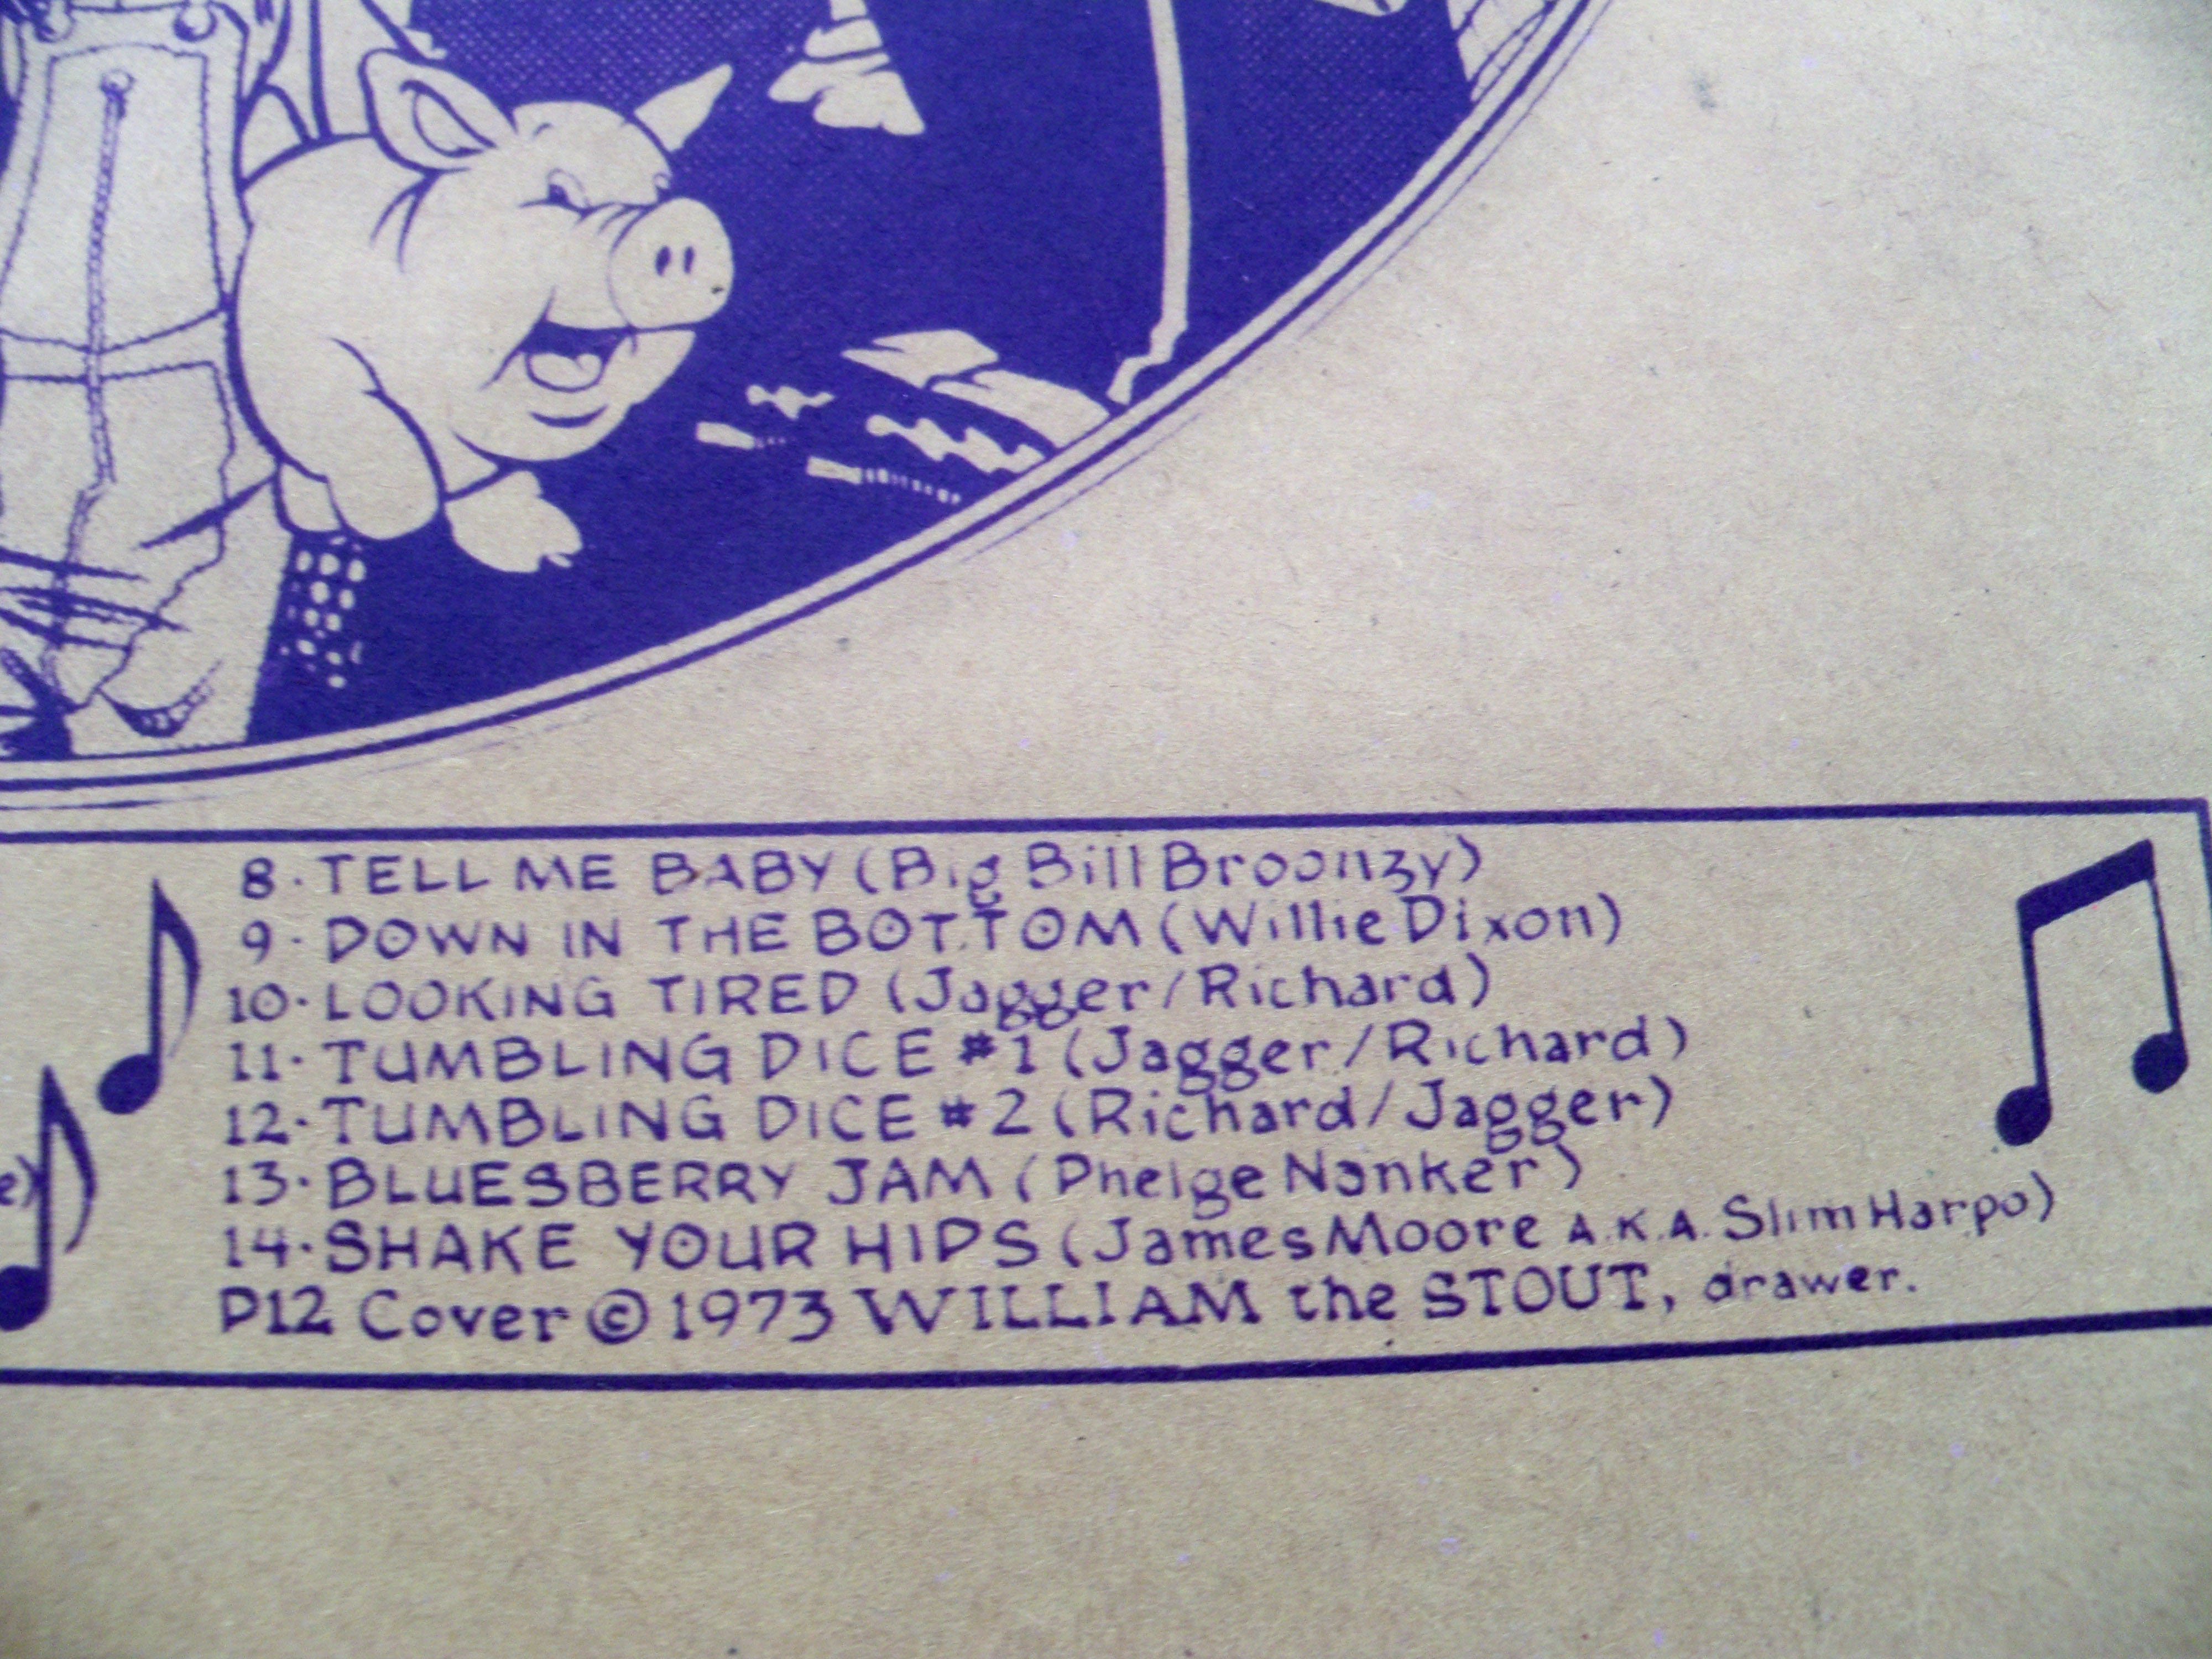 8. TELL ME BABY (Big Bill Broonzy)
9. DOWN IN THE BOTTOM (Willie Dixon)
10. LOOKING TIRED (Jagger/Richard)
11. TUMBLING DICE #1 (Jagger/Richard)
12. TUMBLING DICE #2 (Richard/Jagger)
13. BLUESBERRY JAM (Phelge Nanker)
e)
14. SHAKE YOUR HIPS (James Moore A.K.A. Slim Harpo)
P12 Cover © 1973 WILLIAM the STOUT, drawer.